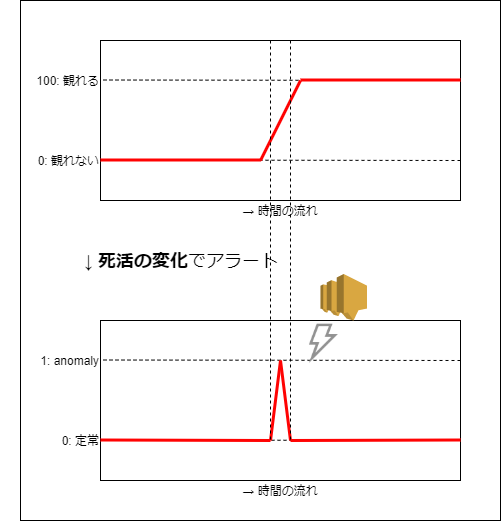 100: 観れる
0: 観れない
→ 時間の流れ
↓ 死活の変化でアラート
1: anomaly
0: 定常
→ 時間の流れ